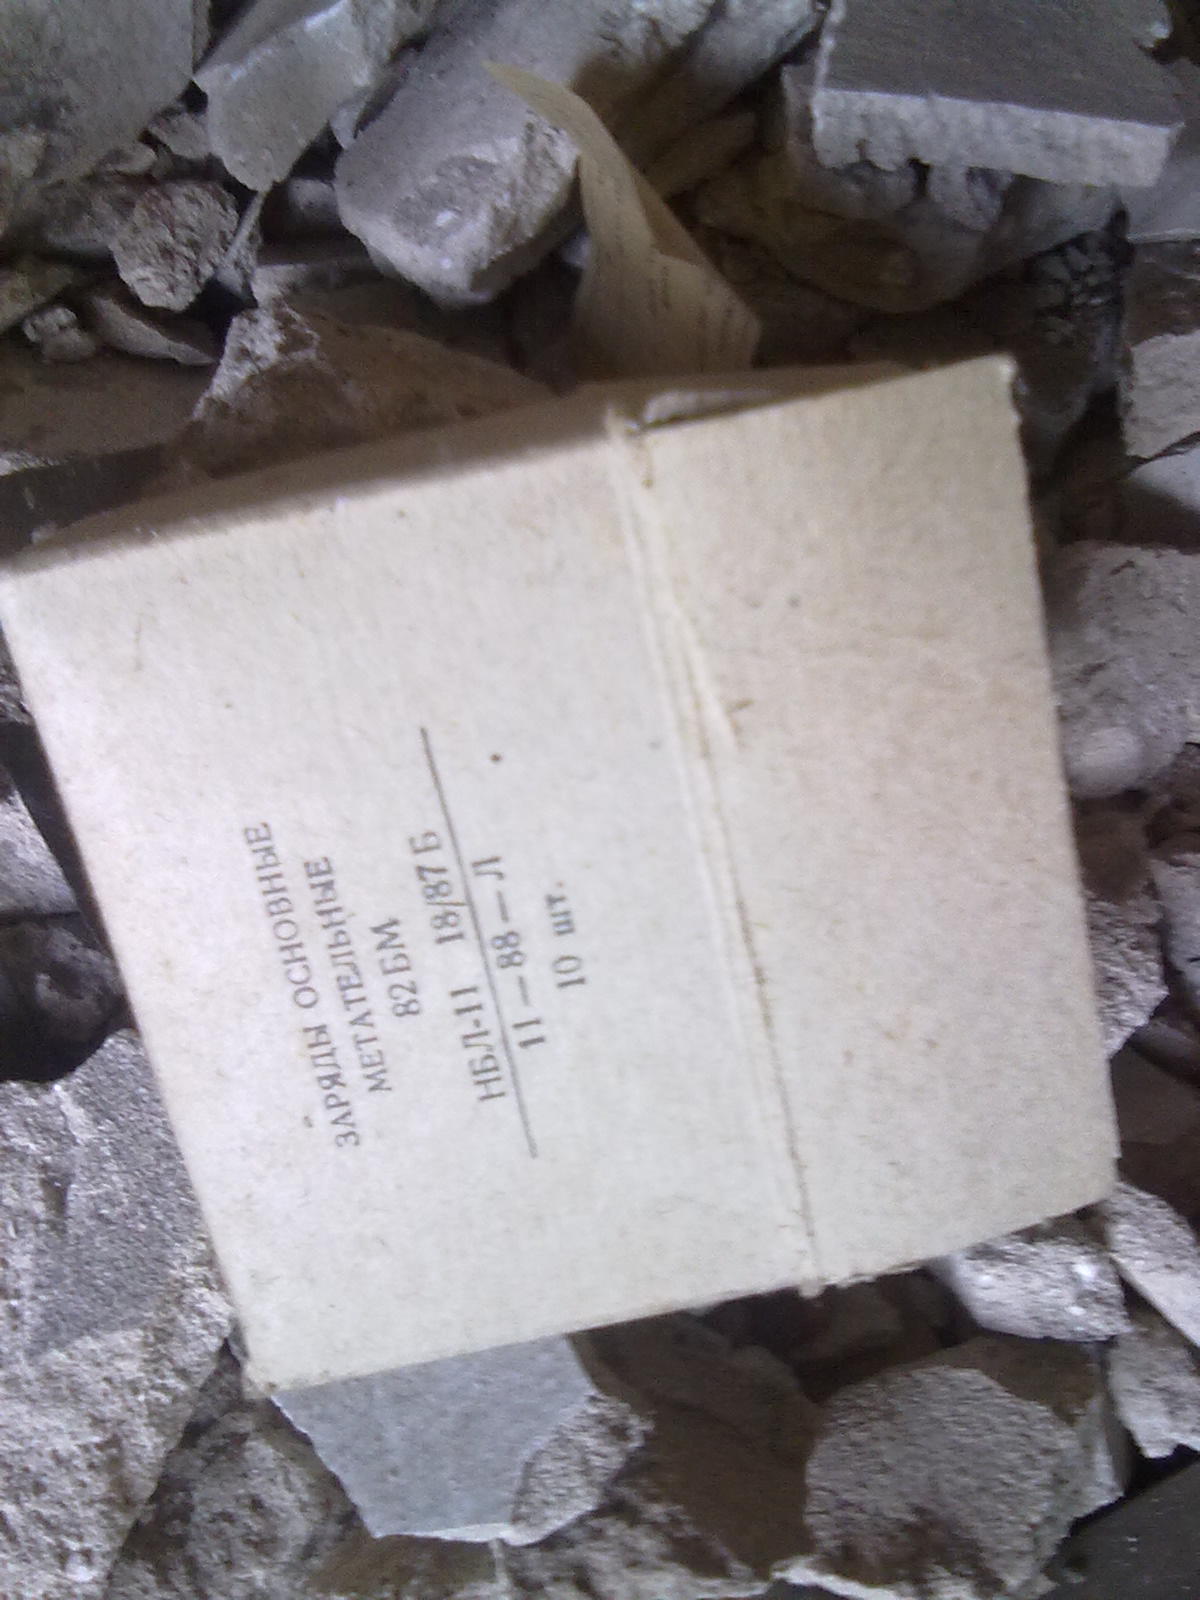 ЗАРЯДЫ ОСНОВНЫЕ
МЕТАТЕЛЬНЫЕ
82 БМ
НБЛ-11 18/87 Б
11–88–Л
10 шт.